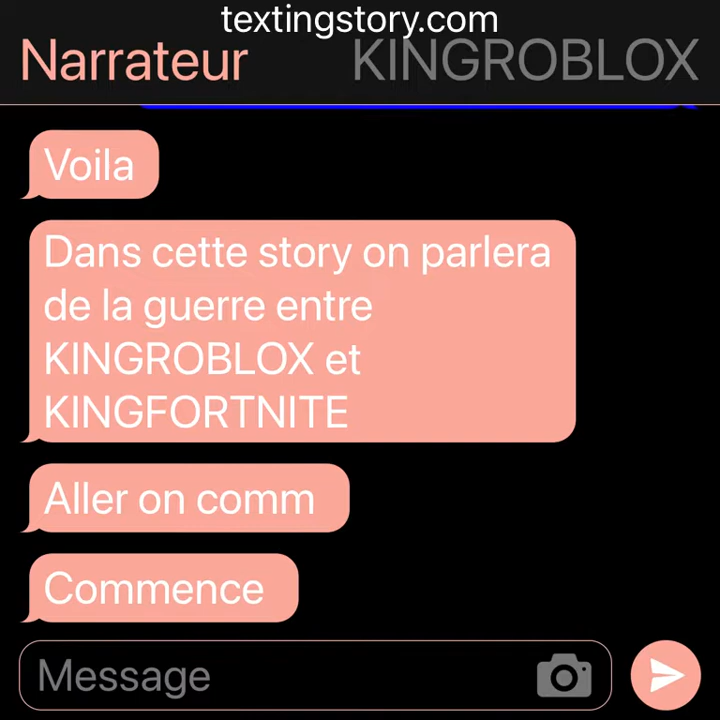 textingstory.com
Narrateur KINGROBLOX
Voila
Dans cette story on parlera
de la guerre entre
KINGROBLOX et
KINGFORTNITE
Aller on comm
Commence
Message